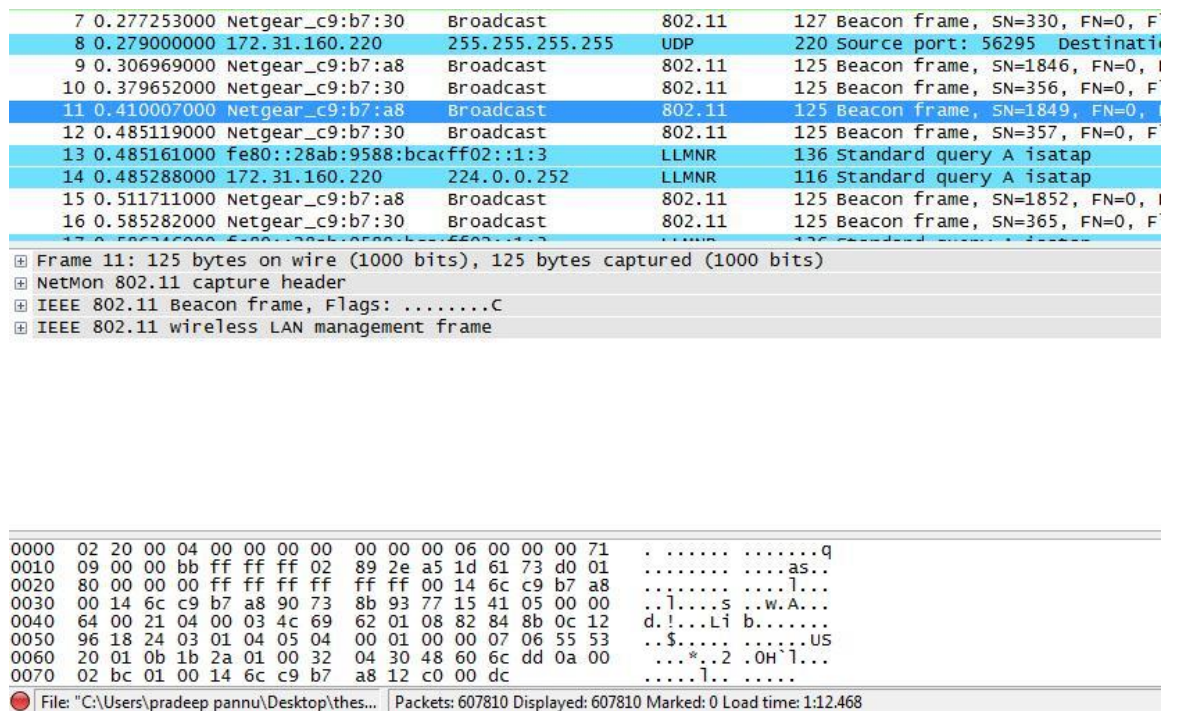 7 0.277253000 Netgear_c9:b7:30 Broadcast 802.11 127 Beacon frame, SN=330, FN=0, F
8 0.279000000 172.31.160.220 255.255.255.255 UDP 220 Source port: 56295 Destinati
9 0.306969000 Netgear_c9:b7:a8 Broadcast 802.11 125 Beacon frame, SN=1846, FN=0,
10 0.379652000 Netgear_c9:b7:30 Broadcast 802.11 125 Beacon frame, SN=356, FN=0, F
11 0.410007000 Netgear_c9:b7:a8 Broadcast 802.11 125 Beacon frame, SN=1849, FN=0,
12 0.485119000 Netgear_c9:b7:30 Broadcast 802.11 125 Beacon frame, SN=357, FN=0, F
13 0.485161000 fe80::28ab:9588:bcac ff02::1:3 LLMNR 136 Standard query A isatap
14 0.485288000 172.31.160.220 224.0.0.252 LLMNR 116 Standard query A isatap
15 0.511711000 Netgear_c9:b7:a8 Broadcast 802.11 125 Beacon frame, SN=1852, FN=0,
16 0.585282000 Netgear_c9:b7:30 Broadcast 802.11 125 Beacon frame, SN=365, FN=0, F
Frame 11: 125 bytes on wire (1000 bits), 125 bytes captured (1000 bits)
NetMon 802.11 capture header
IEEE 802.11 Beacon frame, Flags: ........C
IEEE 802.11 wireless LAN management frame
0000 02 20 00 04 00 00 00 00 00 00 00 06 00 00 00 71 . ...... .......q
0010 09 00 00 bb ff ff ff 02 89 2e a5 1d 61 73 d0 01 ........ ....as..
0020 80 00 00 00 ff ff ff ff ff ff 00 14 6c c9 b7 a8 ........ ....l...
0030 00 14 6c c9 b7 a8 90 73 8b 93 77 15 41 05 00 00 ..l....s ..w.A...
0040 64 00 21 04 00 03 4c 69 62 01 08 82 84 8b 0c 12 d.!...Li b.......
0050 96 18 24 03 01 04 05 04 00 01 00 00 07 06 55 53 ..$..... ......US
0060 20 01 0b 1b 2a 01 00 32 04 30 48 60 6c dd 0a 00 ...*..2 .0H`l...
0070 02 bc 01 00 14 6c c9 b7 a8 12 c0 00 dc .....l.. .....
File: "C:\Users\pradeep pannu\Desktop\thes... Packets: 607810 Displayed: 607810 Marked: 0 Load time: 1:12.468